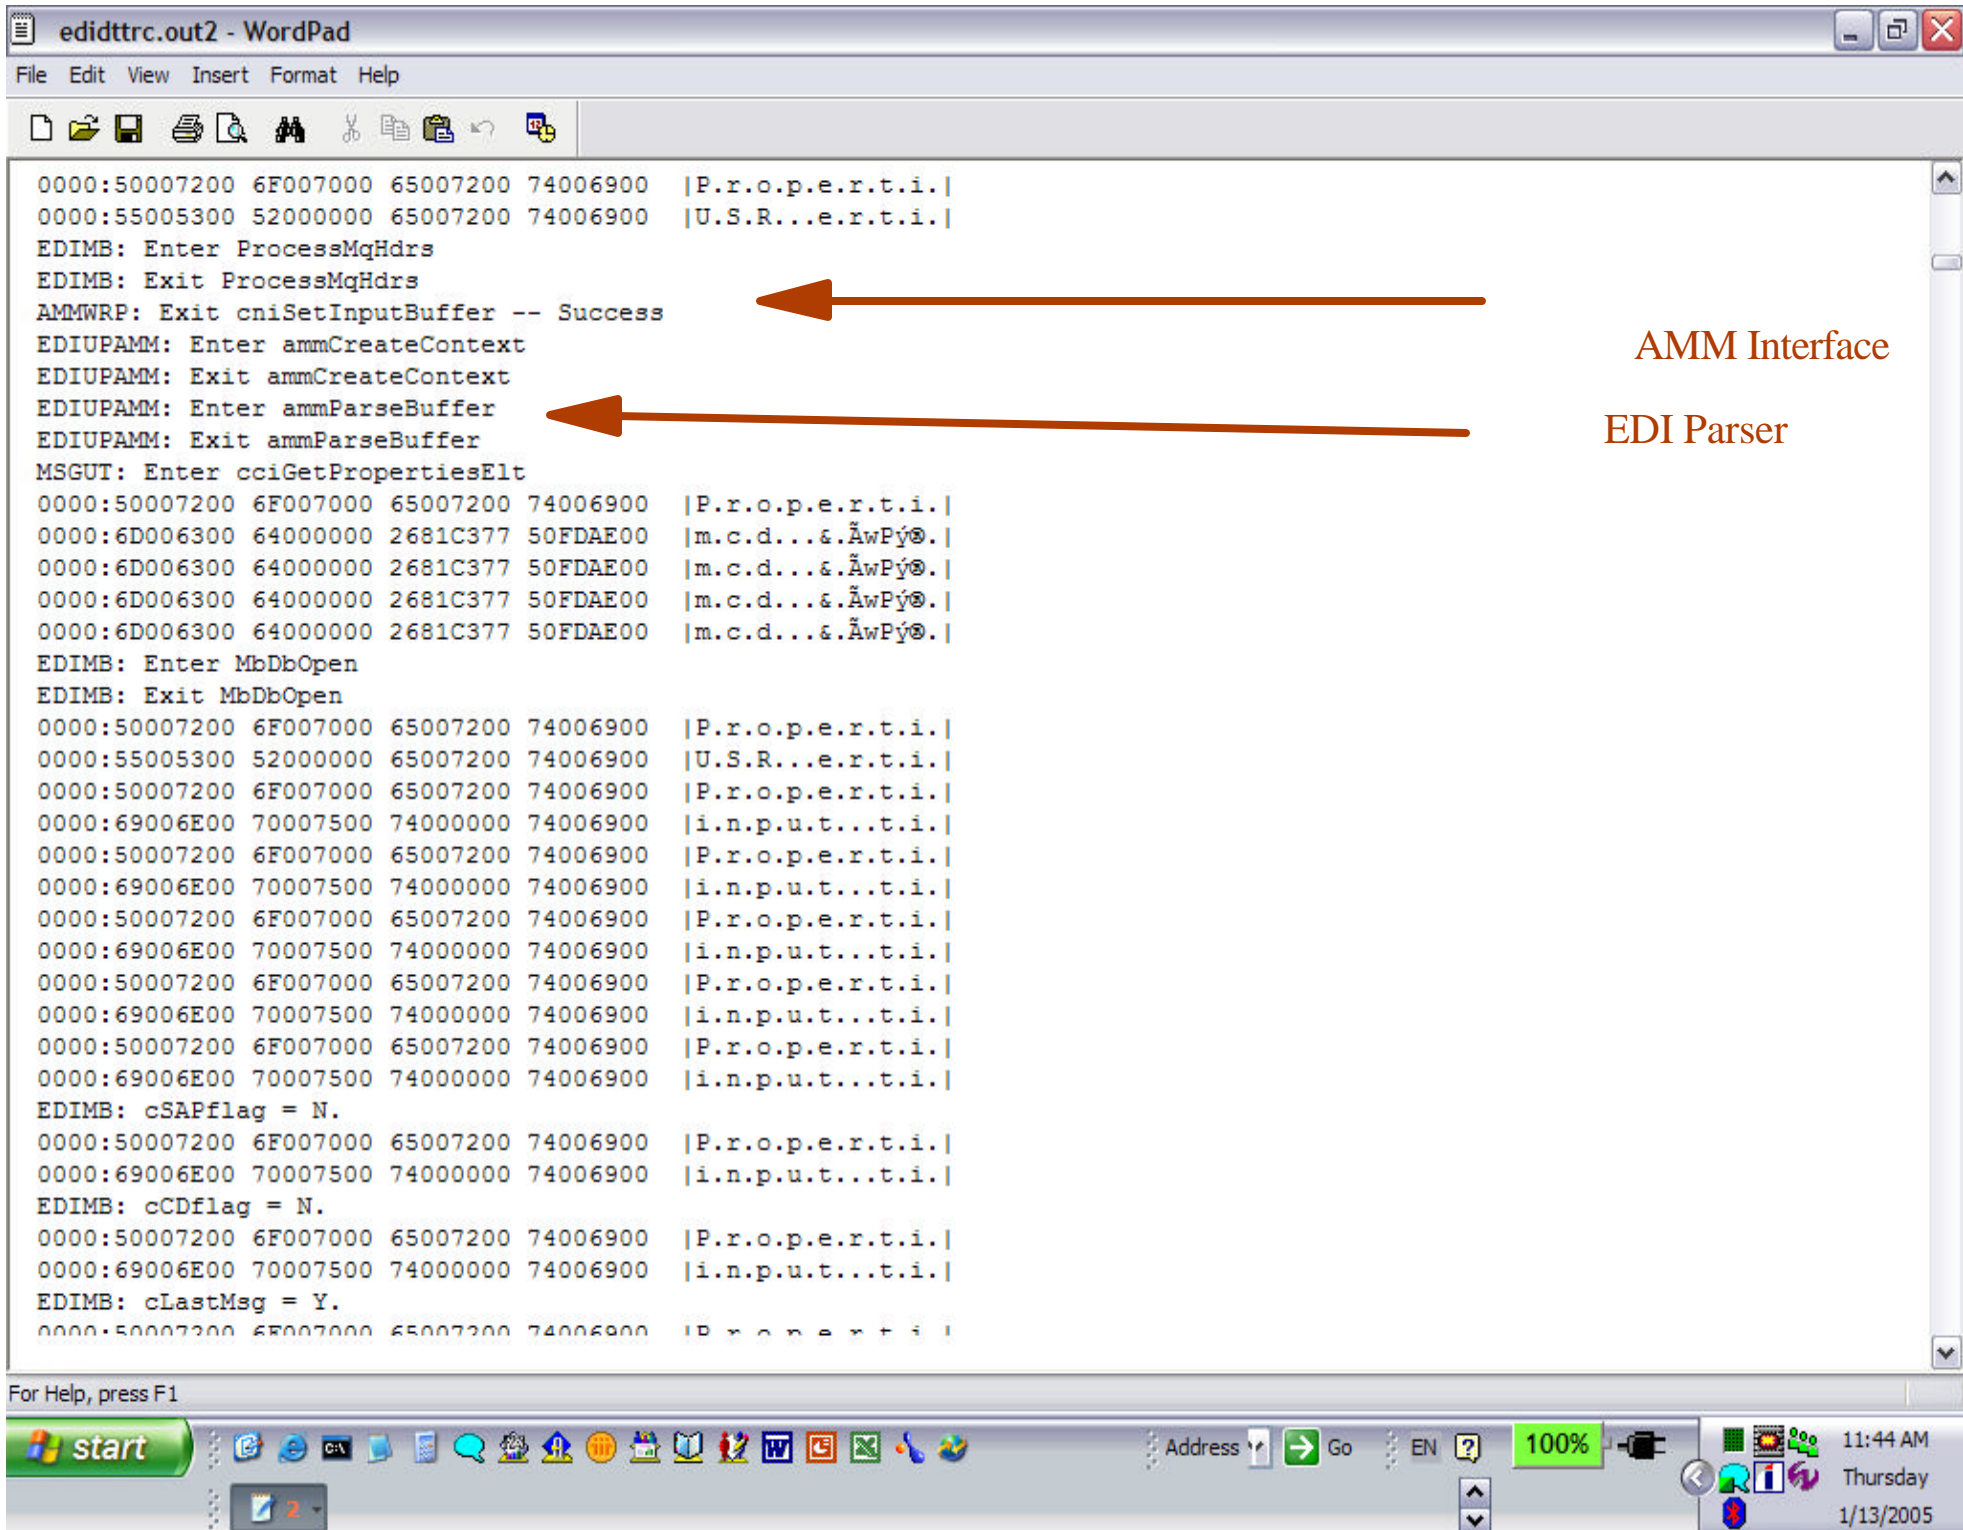 edidttrc.out2 - WordPad
File Edit View Insert Format Help
0000:50007200 6F007000 65007200 74006900 |P.r.o.p.e.r.t.i.|
0000:55005300 52000000 65007200 74006900 |U.S.R...e.r.t.i.|
EDIMB: Enter ProcessMqHdrs
EDIMB: Exit ProcessMqHdrs
AMMWRP: Exit cniSetInputBuffer -- Success
EDIUPAMM: Enter ammCreateContext
AMM Interface
EDIUPAMM: Exit ammCreateContext
EDIUPAMM: Enter ammParseBuffer
EDI Parser
EDIUPAMM: Exit ammParseBuffer
MSGUT: Enter cciGetPropertiesElt
0000:50007200 6F007000 65007200 74006900 |P.r.o.p.e.r.t.i.|
0000:6D006300 64000000 2681C377 50FDAE00 |m.c.d...&.ÃwPý®.|
0000:6D006300 64000000 2681C377 50FDAE00 |m.c.d...&.ÃwPý®.|
0000:6D006300 64000000 2681C377 50FDAE00 |m.c.d...&.ÃwPý®.|
0000:6D006300 64000000 2681C377 50FDAE00 |m.c.d...&.ÃwPý®.|
EDIMB: Enter MbDbOpen
EDIMB: Exit MbDbOpen
0000:50007200 6F007000 65007200 74006900 |P.r.o.p.e.r.t.i.|
0000:55005300 52000000 65007200 74006900 |U.S.R...e.r.t.i.|
0000:50007200 6F007000 65007200 74006900 |P.r.o.p.e.r.t.i.|
0000:69006E00 70007500 74000000 74006900 |i.n.p.u.t...t.i.|
0000:50007200 6F007000 65007200 74006900 |P.r.o.p.e.r.t.i.|
0000:69006E00 70007500 74000000 74006900 |i.n.p.u.t...t.i.|
0000:50007200 6F007000 65007200 74006900 |P.r.o.p.e.r.t.i.|
0000:69006E00 70007500 74000000 74006900 |i.n.p.u.t...t.i.|
0000:50007200 6F007000 65007200 74006900 |P.r.o.p.e.r.t.i.|
0000:69006E00 70007500 74000000 74006900 |i.n.p.u.t...t.i.|
0000:50007200 6F007000 65007200 74006900 |P.r.o.p.e.r.t.i.|
0000:69006E00 70007500 74000000 74006900 |i.n.p.u.t...t.i.|
EDIMB: cSAPflag = N.
0000:50007200 6F007000 65007200 74006900 |P.r.o.p.e.r.t.i.|
0000:69006E00 70007500 74000000 74006900 |i.n.p.u.t...t.i.|
EDIMB: cCDflag = N.
0000:50007200 6F007000 65007200 74006900 |P.r.o.p.e.r.t.i.|
0000:69006E00 70007500 74000000 74006900 |i.n.p.u.t...t.i.|
EDIMB: cLastMsg = Y.
0000:50007200 6F007000 65007200 74006900 |P.r.o.p.e.r.t.i.|
For Help, press F1
start
Address Go EN 100% 11:44 AM
Thursday
2
1/13/2005